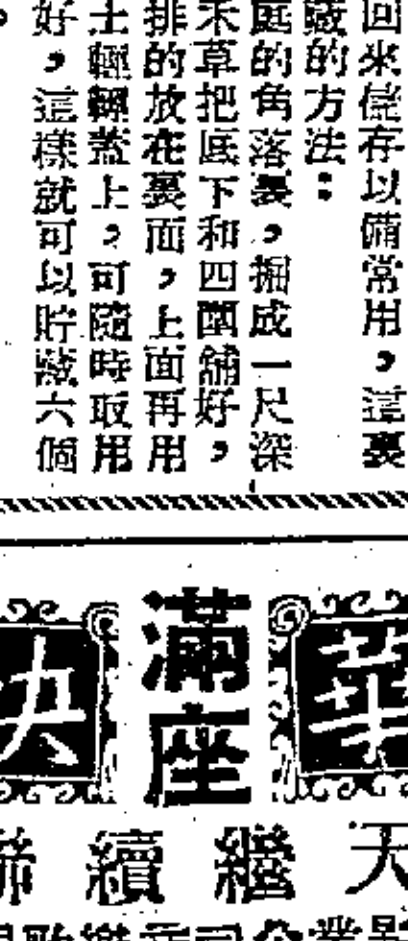 回來儲存以備常用，這裏
藏的方法：
庭的角落裏，掘成一尺深
禾草把底下和四圍舖好，
排的放在裏面，上面再用
土輕輕蓋上，可隨時取用
好，這樣就可以貯藏六個
。
滿座
天繼續